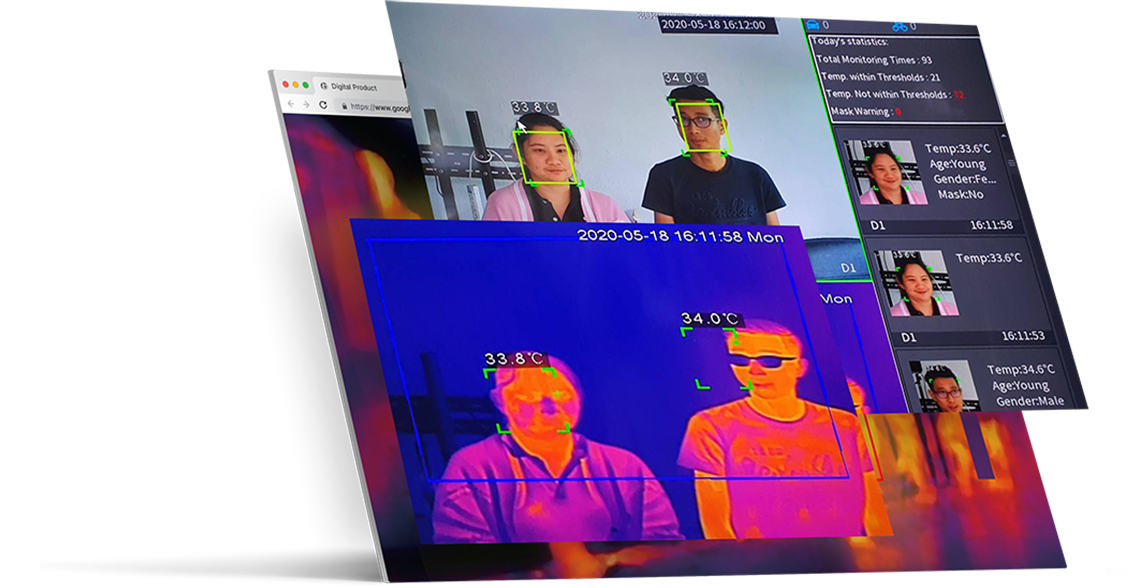 2020-05-18 16:12:00
0
0
Today's statistics:
Total Monitoring Times : 93
Temp. within Thresholds : 21
Temp. Not within Thresholds : 72
Mask Warning : 0
34.0℃
33.8℃
Digital Product
https://www.goog
33.6℃
Temp:33.6℃
Age:Young
Gender:Fe...
Mask:No
D1
16:11:58
2020-05-18 16:11:58 Mon
D1
Temp:33.6℃
Mon
34.0℃
33.8℃
D1
16:11:53
Temp:34.6℃
Age:Young
Gender:Male